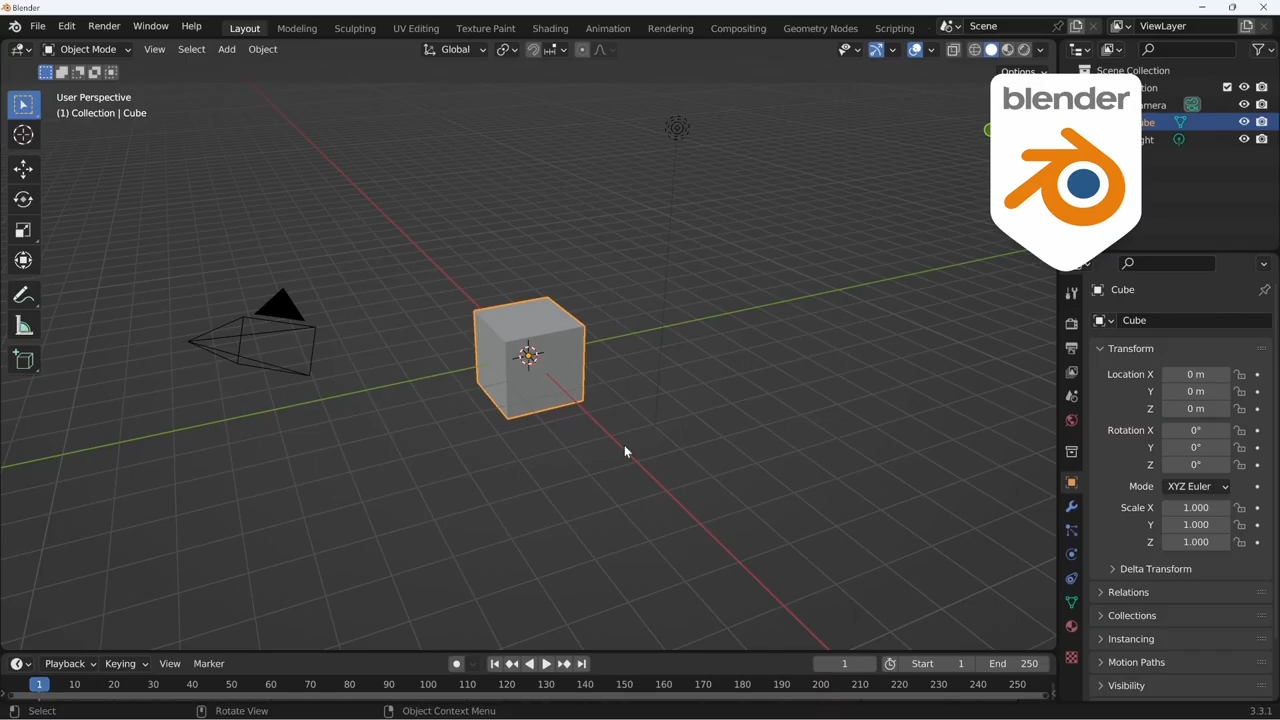 Blender
File Edit Render Window Help Layout Modeling Sculpting UV Editing Texture Paint Shading Animation Rendering Compositing Geometry Nodes Scripting Scene ViewLayer
Object Mode View Select Add Object Global
Options
User Perspective
(1) Collection | Cube
Scene Collection
blender
Cube
Cube
Transform
Location X 0 m
Y 0 m
Z 0 m
Rotation X 0°
Y 0°
Z 0°
Mode XYZ Euler
Scale X 1.000
Y 1.000
Z 1.000
Delta Transform
Relations
Collections
Instancing
Motion Paths
Visibility
Playback Keying View Marker 1 Start 1 End 250
1 10 20 30 40 50 60 70 80 90 100 110 120 130 140 150 160 170 180 190 200 210 220 230 240 250
Select Rotate View Object Context Menu 3.3.1